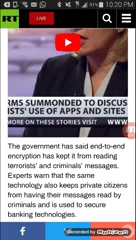 10:20 PM
RT
LIVE
RMS SUMMONDED TO DISCUS
ISTS' USE OF APPS AND SITES
MORE ON THESE STORIES VISIT
The government has said end-to-end
encryption has kept it from reading
terrorists' and criminals' messages.
Experts warn that the same
technology also keeps private citizens
from having their messages read by
criminals and is used to secure
banking technologies.
Recorded by